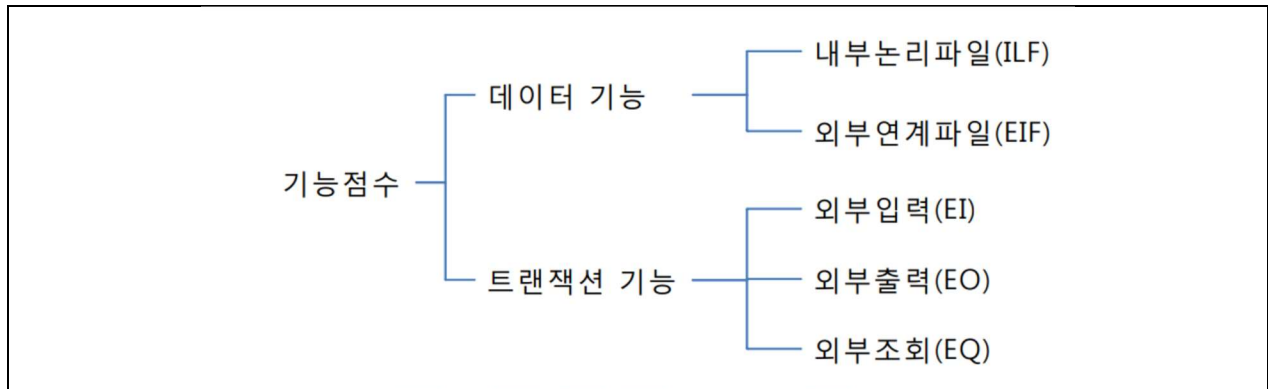 기능점수
데이터 기능
내부논리파일(ILF)
외부연계파일(EIF)
트랜잭션 기능
외부입력(EI)
외부출력(EO)
외부조회(EQ)